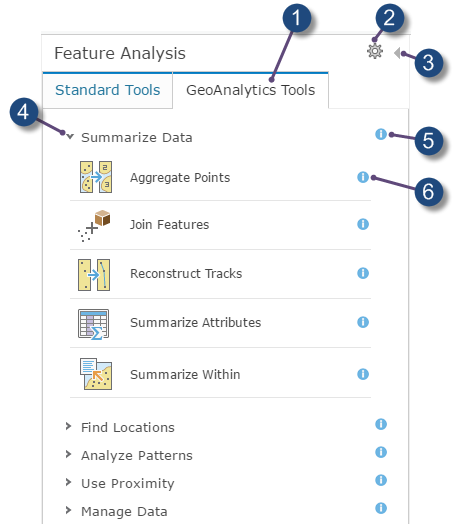 1
2
Feature Analysis
3
Standard Tools
GeoAnalytics Tools
4
Summarize Data
5
Aggregate Points
6
Join Features
Reconstruct Tracks
Summarize Attributes
Summarize Within
Find Locations
Analyze Patterns
Use Proximity
Manage Data